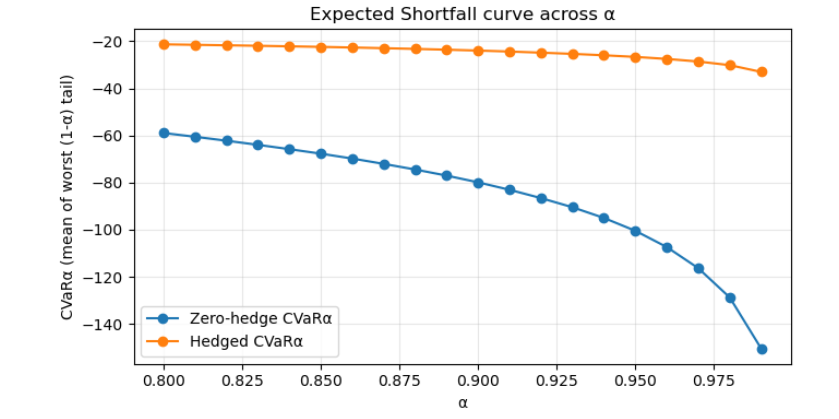 Expected Shortfall curve across α
CVaRα (mean of worst (1-α) tail)
−20
−40
−60
−80
−100
−120
−140
Zero-hedge CVaRα
Hedged CVaRα
0.800 0.825 0.850 0.875 0.900 0.925 0.950 0.975
α